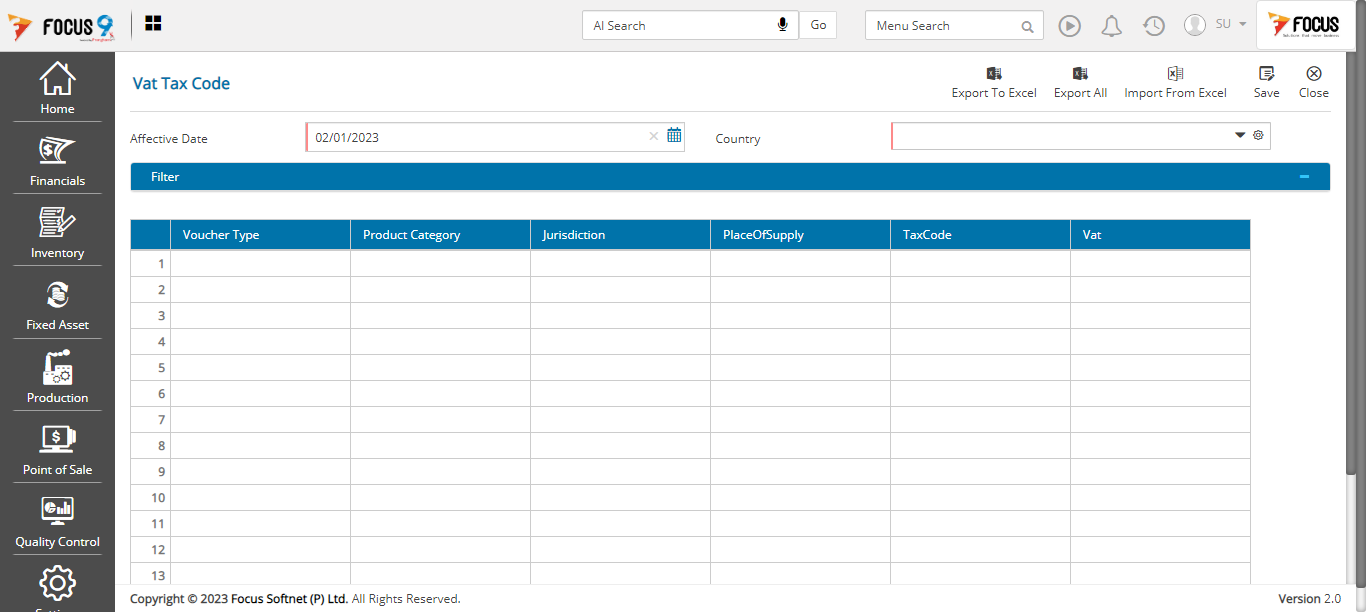 FOCUS 9
AI Search Go Menu Search SU FOCUS
Home
Financials
Inventory
Fixed Asset
Production
Point of Sale
Quality Control
Vat Tax Code
Export To Excel Export All Import From Excel Save Close
Affective Date 02/01/2023 Country
Filter
Voucher Type Product Category Jurisdiction PlaceOfSupply TaxCode Vat
1
2
3
4
5
6
7
8
9
10
11
12
13
Copyright © 2023 Focus Softnet (P) Ltd. All Rights Reserved. Version 2.0